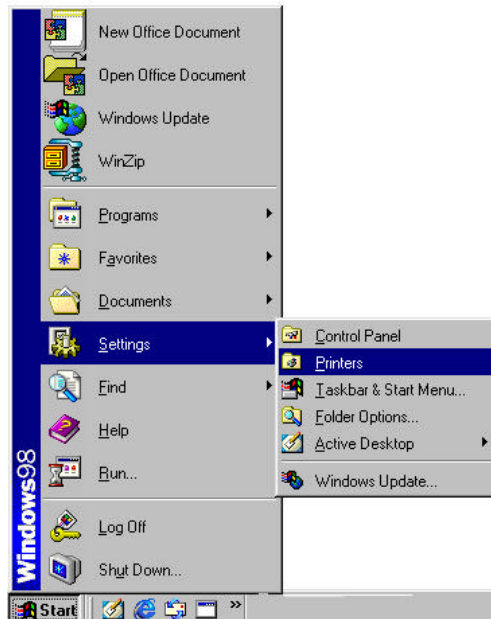 New Office Document
Open Office Document
Windows Update
WinZip
Programs
Favorites
Documents
Settings
Find
Help
Run...
Log Off
Shut Down...
Control Panel
Printers
Taskbar & Start Menu...
Folder Options...
Active Desktop
Windows Update...
Windows98
Start
»